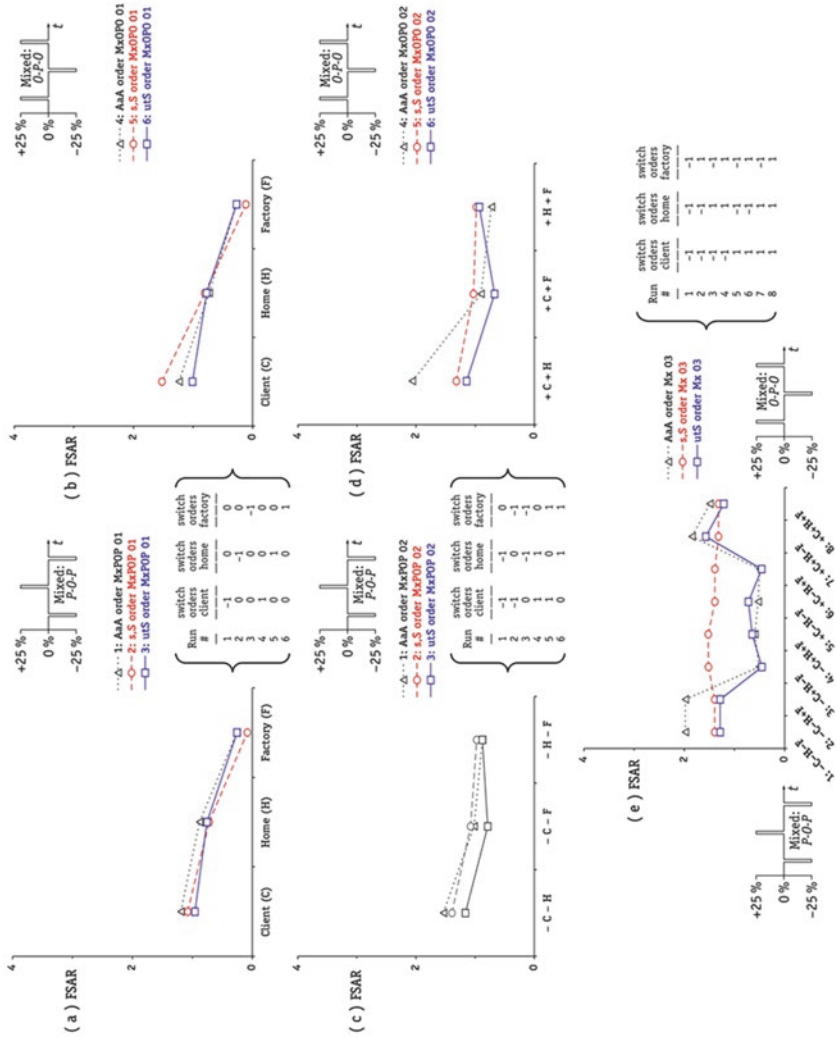 ( a ) FSAR
4
2
0
Client (C)
Home (H)
Factory (F)
+25 %
0 %
-25 %
Mixed:
P-O-P
t
1: AaA order MxPOP 01
2: s,S order MxPOP 01
3: utS order MxPOP 01
Run # switch orders client switch orders home switch orders factory
1 -1 0 0
2 0 -1 0
3 0 0 -1
4 1 0 0
5 0 1 0
6 0 0 1
( b ) FSAR
4
2
0
Client (C)
Home (H)
Factory (F)
+25 %
0 %
-25 %
Mixed:
O-P-O
t
4: AaA order MxOPO 01
5: s,S order MxOPO 01
6: utS order MxOPO 01
( c ) FSAR
4
2
0
- C - H
- C - F
- H - F
+25 %
0 %
-25 %
Mixed:
P-O-P
t
1: AaA order MxPOP 02
2: s,S order MxPOP 02
3: utS order MxPOP 02
Run # switch orders client switch orders home switch orders factory
1 -1 -1 0
2 -1 0 -1
3 0 -1 -1
4 1 1 0
5 1 0 1
6 0 1 1
( d ) FSAR
4
2
0
+ C + H
+ C + F
+ H + F
+25 %
0 %
-25 %
Mixed:
O-P-O
t
4: AaA order MxOPO 02
5: s,S order MxOPO 02
6: utS order MxOPO 02
( e ) FSAR
4
2
0
1: -C-H-F
2: -C-H+F
3: -C+H-F
4: -C+H+F
5: +C-H-F
6: +C-H+F
7: +C+H-F
8: +C+H+F
+25 %
0 %
-25 %
Mixed:
P-O-P
t
AaA order Mx 03
s,S order Mx 03
utS order Mx 03
+25 %
0 %
-25 %
Mixed:
O-P-O
t
Run # switch orders client switch orders home switch orders factory
1 -1 -1 -1
2 -1 -1 1
3 -1 1 -1
4 -1 1 1
5 1 -1 -1
6 1 -1 1
7 1 1 -1
8 1 1 1